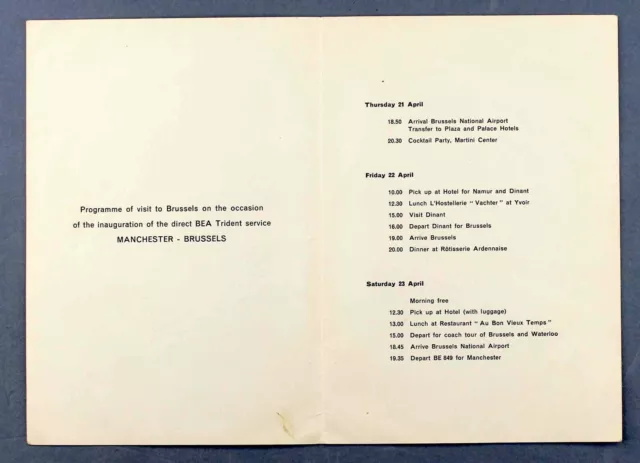 Programme of visit to Brussels on the occasion
of the inauguration of the direct BEA Trident service
MANCHESTER - BRUSSELS
Thursday 21 April
18.50 Arrival Brussels National Airport
Transfer to Plaza and Palace Hotels
20.30 Cocktail Party, Martini Center
Friday 22 April
10.00 Pick up at Hotel for Namur and Dinant
12.30 Lunch L'Hostellerie "Vachter" at Yvoir
15.00 Visit Dinant
16.00 Depart Dinant for Brussels
18.00 Arrive Brussels
20.00 Dinner at Rôtisserie Ardennaise
Saturday 23 April
Morning free
12.30 Pick up at Hotel (with luggage)
13.00 Lunch at Restaurant "Au Bon Vieux Temps"
15.00 Depart for coach tour of Brussels and Waterloo
18.45 Arrive Brussels National Airport
19.35 Depart BE 849 for Manchester